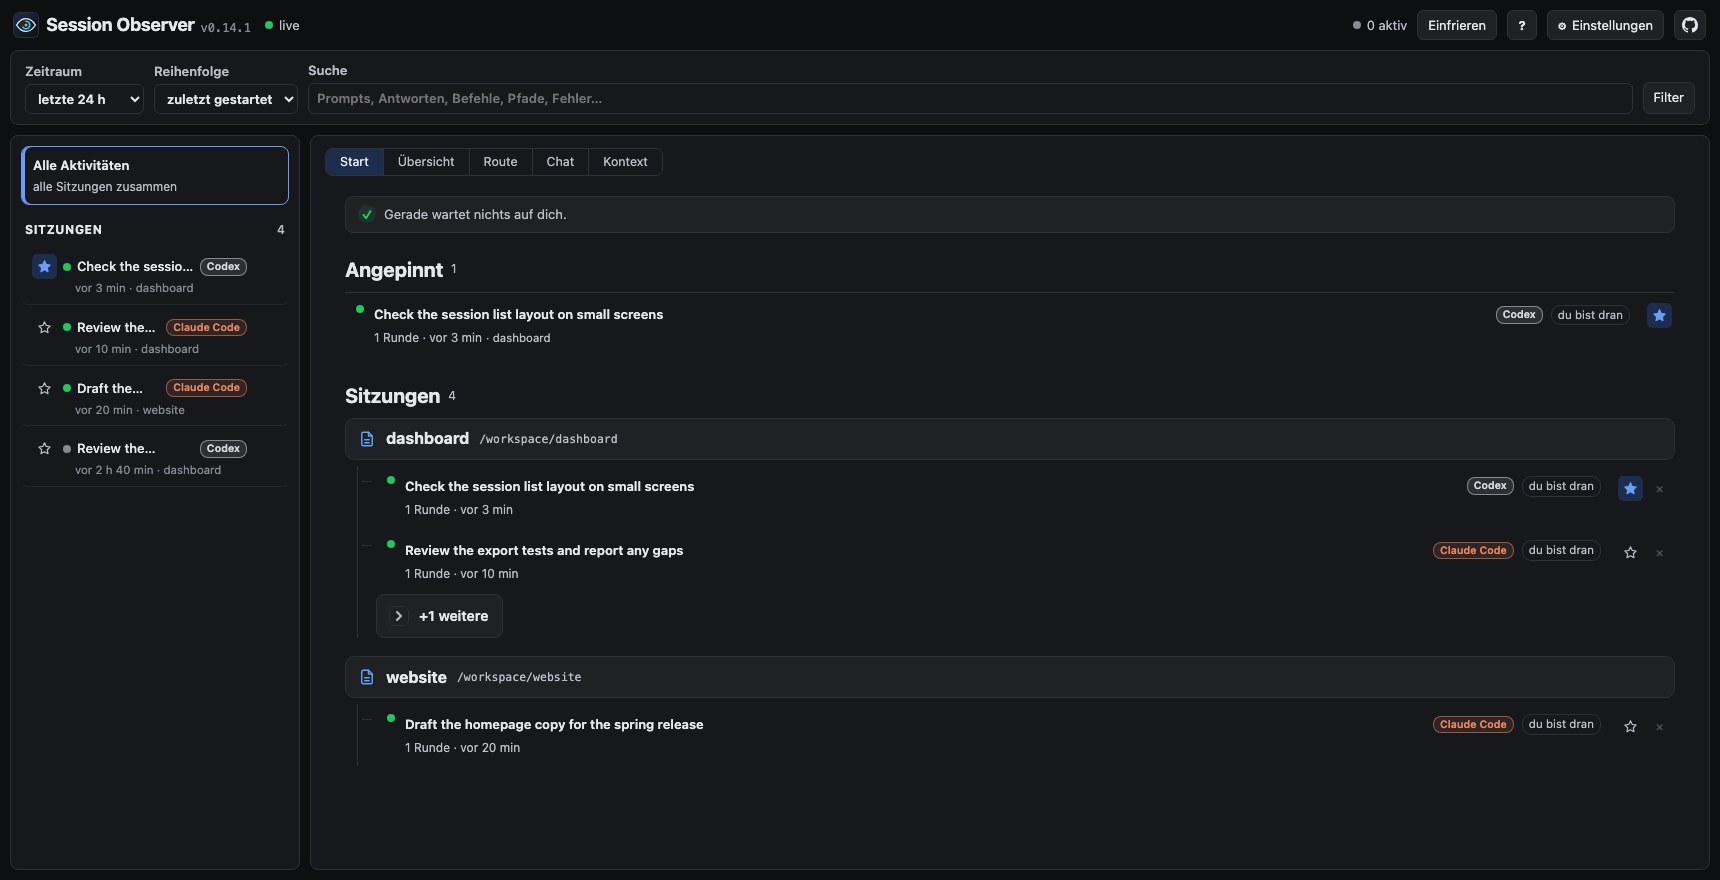 Session Observer v0.14.1 live
0 aktiv Einfrieren ? Einstellungen
Zeitraum Reihenfolge Suche
letzte 24 h zuletzt gestartet Prompts, Antworten, Befehle, Pfade, Fehler... Filter
Alle Aktivitäten
alle Sitzungen zusammen
SITZUNGEN 4
Check the sessio... Codex
vor 3 min · dashboard
Review the... Claude Code
vor 10 min · dashboard
Draft the... Claude Code
vor 20 min · website
Review the... Codex
vor 2 h 40 min · dashboard
Start Übersicht Route Chat Kontext
Gerade wartet nichts auf dich.
Angepinnt 1
Check the session list layout on small screens Codex du bist dran
1 Runde · vor 3 min · dashboard
Sitzungen 4
dashboard /workspace/dashboard
Check the session list layout on small screens Codex du bist dran ×
1 Runde · vor 3 min
Review the export tests and report any gaps Claude Code du bist dran ×
1 Runde · vor 10 min
+1 weitere
website /workspace/website
Draft the homepage copy for the spring release Claude Code du bist dran ×
1 Runde · vor 20 min